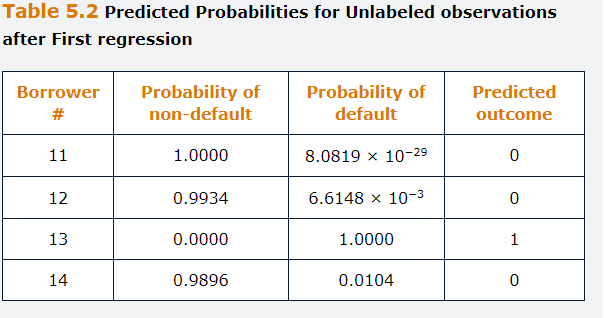 Table 5.2 Predicted Probabilities for Unlabeled observations
after First regression
Borrower # Probability of non-default Probability of default Predicted outcome
11 1.0000 8.0819 × 10⁻²⁹ 0
12 0.9934 6.6148 × 10⁻³ 0
13 0.0000 1.0000 1
14 0.9896 0.0104 0